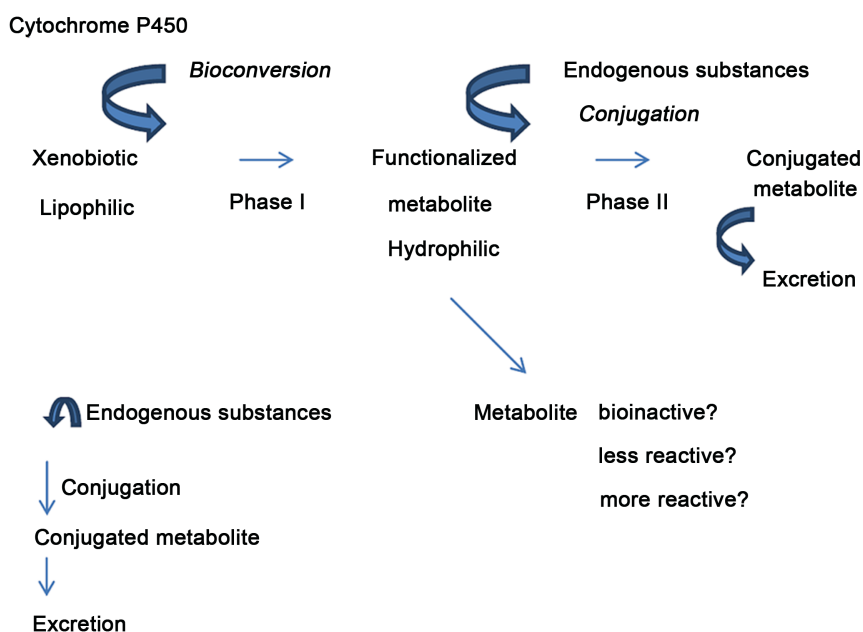 Cytochrome P450
Bioconversion
Endogenous substances
Conjugation
Xenobiotic
Functionalized
Conjugated
metabolite
Lipophilic
Phase I
metabolite
Phase II
Hydrophilic
Excretion
Endogenous substances
Metabolite bioinactive?
less reactive?
Conjugation
more reactive?
Conjugated metabolite
Excretion